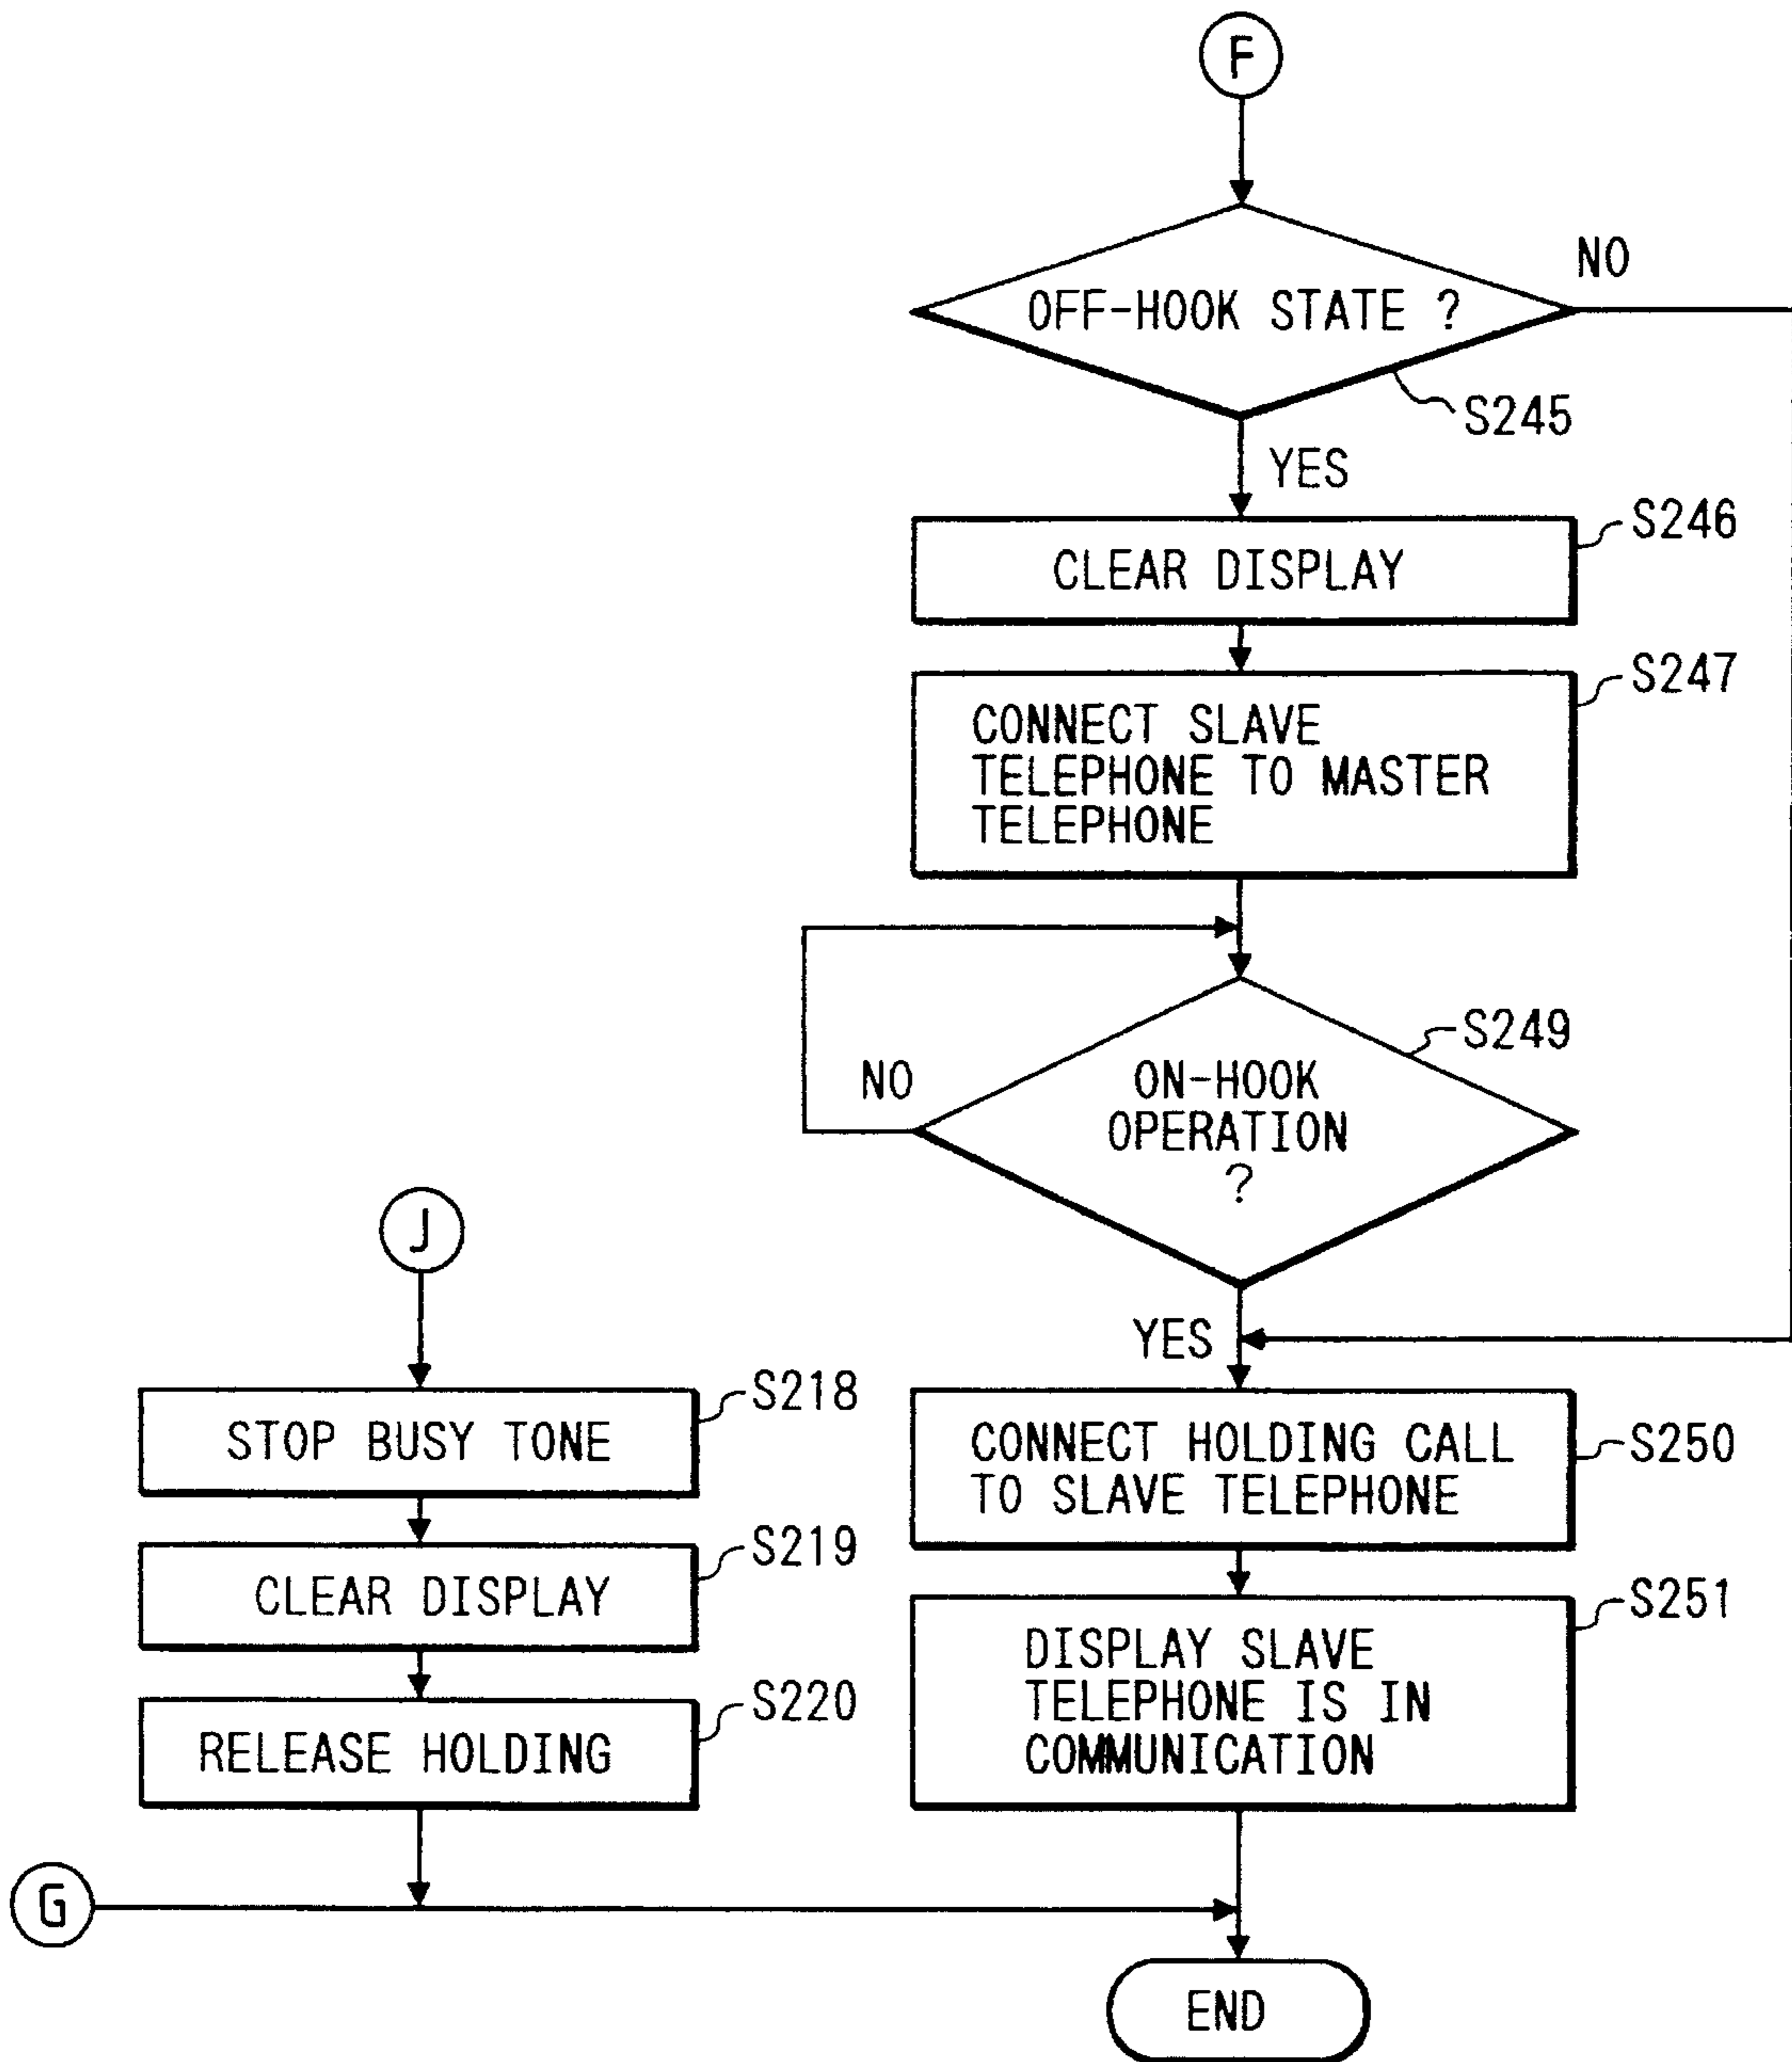 F
OFF-HOOK STATE ?
NO
S245
YES
S246
CLEAR DISPLAY
S247
CONNECT SLAVE
TELEPHONE TO MASTER
TELEPHONE
S249
NO
ON-HOOK
OPERATION
?
YES
S250
CONNECT HOLDING CALL
TO SLAVE TELEPHONE
S251
DISPLAY SLAVE
TELEPHONE IS IN
COMMUNICATION
J
S218
STOP BUSY TONE
S219
CLEAR DISPLAY
S220
RELEASE HOLDING
G
END